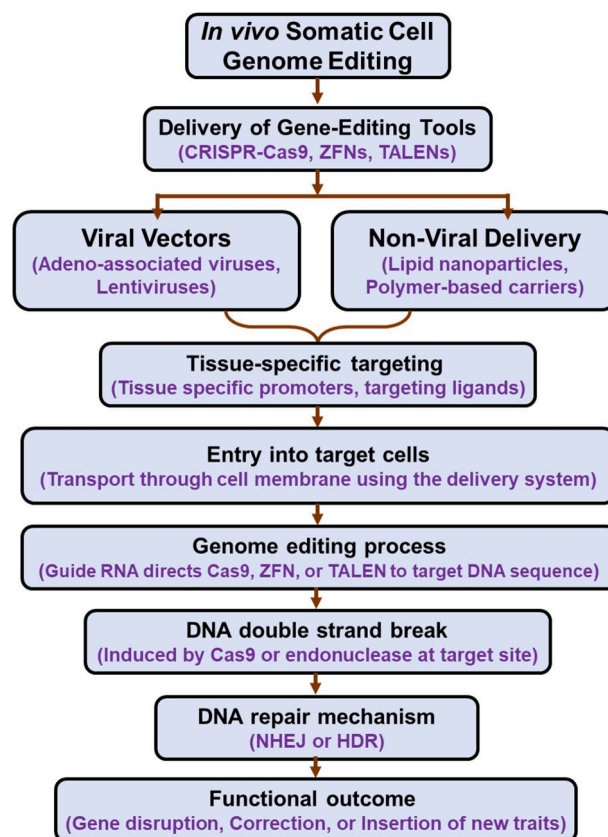 In vivo Somatic Cell
Genome Editing
Delivery of Gene-Editing Tools
(CRISPR-Cas9, ZFNs, TALENs)
Viral Vectors
(Adeno-associated viruses,
Lentiviruses)
Non-Viral Delivery
(Lipid nanoparticles,
Polymer-based carriers)
Tissue-specific targeting
(Tissue specific promoters, targeting ligands)
Entry into target cells
(Transport through cell membrane using the delivery system)
Genome editing process
(Guide RNA directs Cas9, ZFN, or TALEN to target DNA sequence)
DNA double strand break
(Induced by Cas9 or endonuclease at target site)
DNA repair mechanism
(NHEJ or HDR)
Functional outcome
(Gene disruption, Correction, or Insertion of new traits)